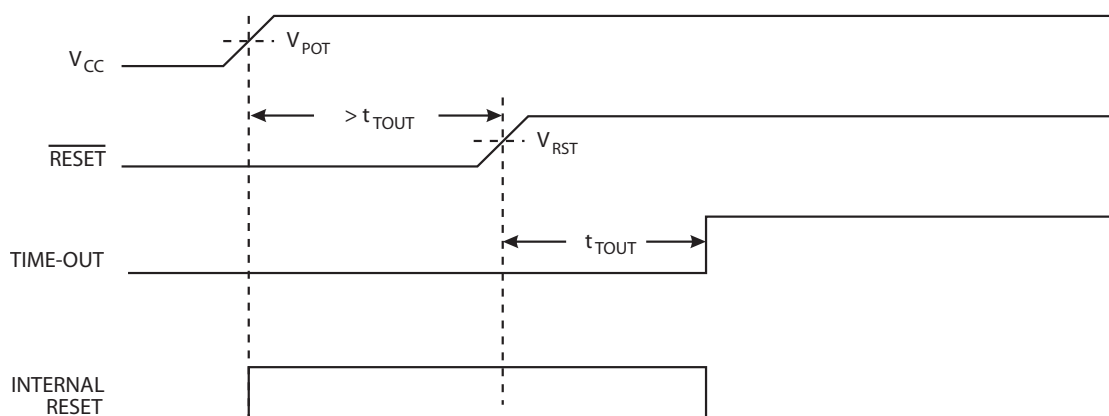 V_CC
V_POT
> t_TOUT
RESET
V_RST
TIME-OUT
t_TOUT
INTERNAL
RESET